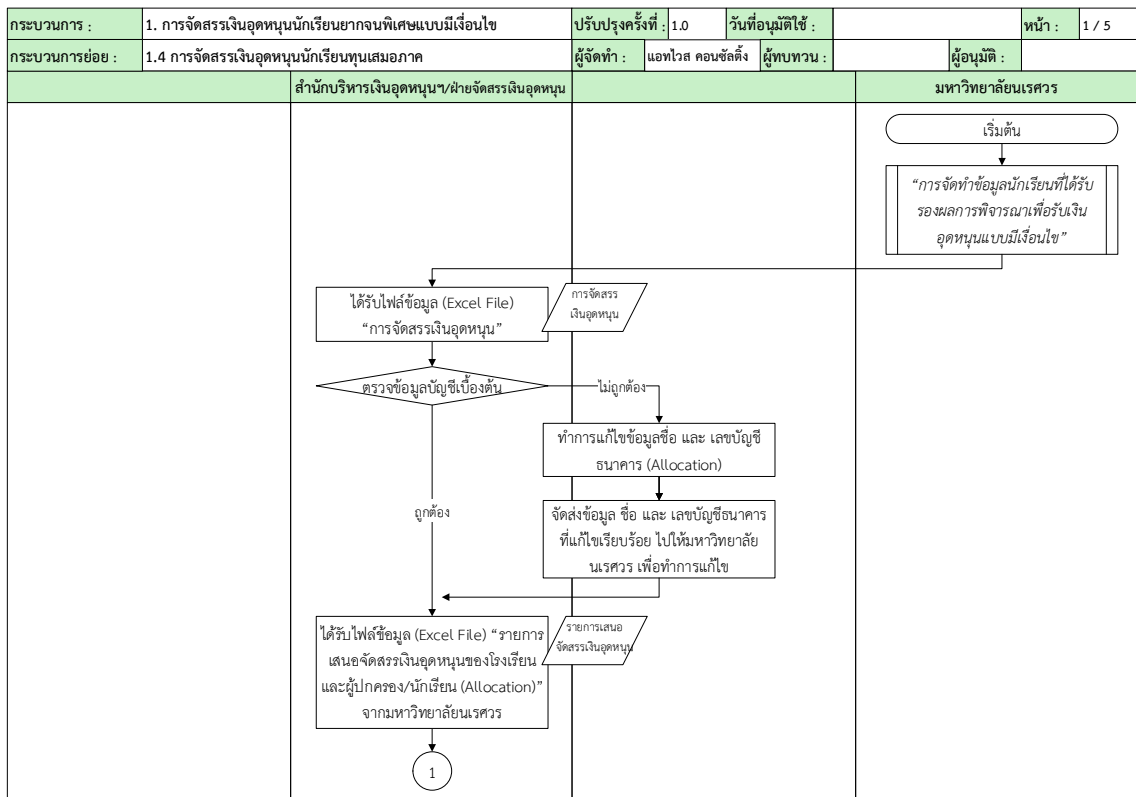 กระบวนการ : 1. การจัดสรรเงินอุดหนุนนักเรียนยากจนพิเศษแบบมีเงื่อนไข ปรับปรุงครั้งที่ : 1.0 วันที่อนุมัติใช้ : หน้า : 1 / 5
กระบวนการย่อย : 1.4 การจัดสรรเงินอุดหนุนนักเรียนทุนเสมอภาค ผู้จัดทำ : แอทไวส คอนซัลติ้ง ผู้ทบทวน : ผู้อนุมัติ :
สำนักบริหารเงินอุดหนุนฯ/ฝ่ายจัดสรรเงินอุดหนุน มหาวิทยาลัยนเรศวร
เริ่มต้น
“การจัดทำข้อมูลนักเรียนที่ได้รับ
รองผลการพิจารณาเพื่อรับเงิน
อุดหนุนแบบมีเงื่อนไข”
ได้รับไฟล์ข้อมูล (Excel File)
“การจัดสรรเงินอุดหนุน”
การจัดสรร
เงินอุดหนุน
ตรวจข้อมูลบัญชีเบื้องต้น
ไม่ถูกต้อง
ทำการแก้ไขข้อมูลชื่อ และ เลขบัญชี
ธนาคาร (Allocation)
ถูกต้อง
จัดส่งข้อมูล ชื่อ และ เลขบัญชีธนาคาร
ที่แก้ไขเรียบร้อย ไปให้มหาวิทยาลัย
นเรศวร เพื่อทำการแก้ไข
ได้รับไฟล์ข้อมูล (Excel File) “รายการ
เสนอจัดสรรเงินอุดหนุนของโรงเรียน
และผู้ปกครอง/นักเรียน (Allocation)”
จากมหาวิทยาลัยนเรศวร
รายการเสนอ
จัดสรรเงินอุดหนุน
1